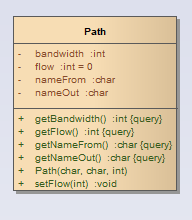 Path
- bandwidth :int
- flow :int = 0
- nameFrom :char
- nameOut :char
+ getBandwidth() :int {query}
+ getFlow() :int {query}
+ getNameFrom() :char {query}
+ getNameOut() :char {query}
+ Path(char, char, int)
+ setFlow(int) :void